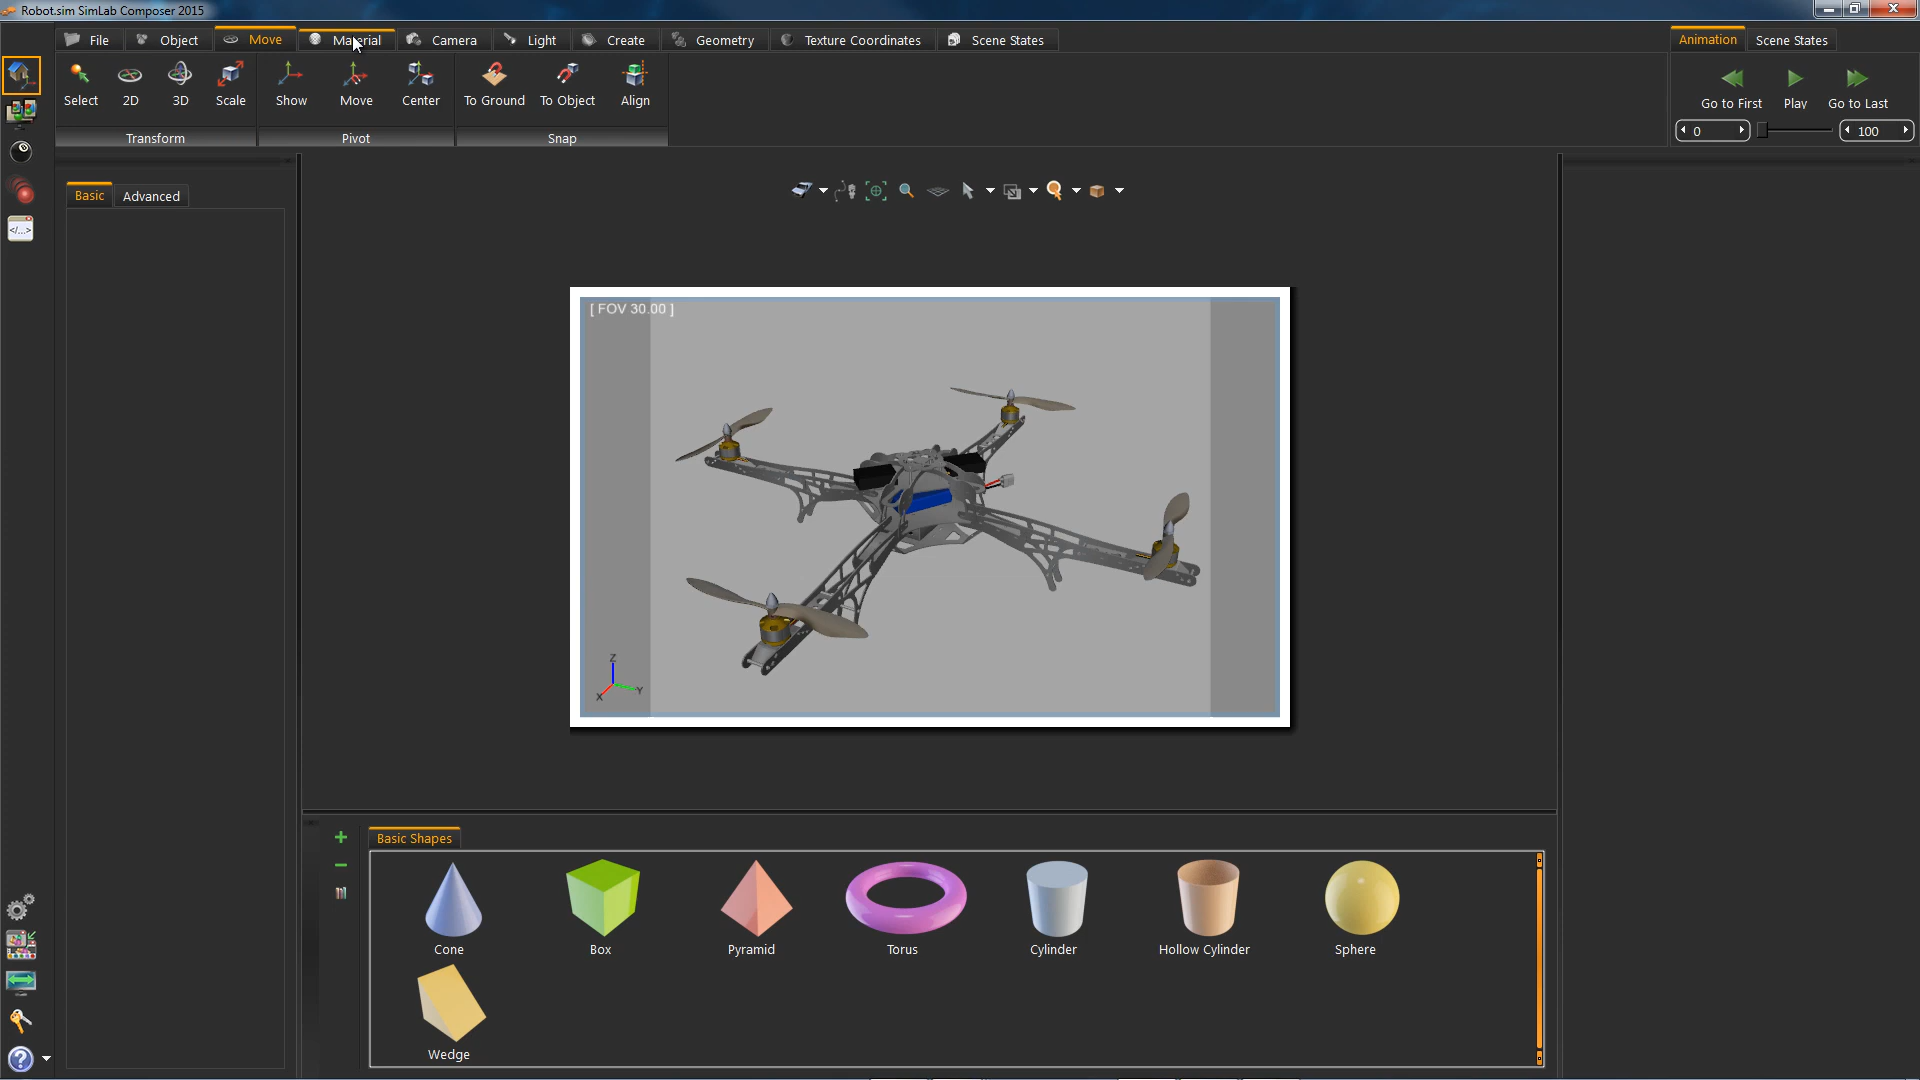 Robot.sim SimLab Composer 2015
File Object Move Material Camera Light Create Geometry Texture Coordinates Scene States
Animation Scene States
Select 2D 3D Scale Show Move Center To Ground To Object Align
Transform Pivot Snap
Go to First Play Go to Last
0 100
Basic Advanced
</...>
[ FOV 30.00 ]
Z
X Y
Basic Shapes
Cone Box Pyramid Torus Cylinder Hollow Cylinder Sphere
Wedge
?